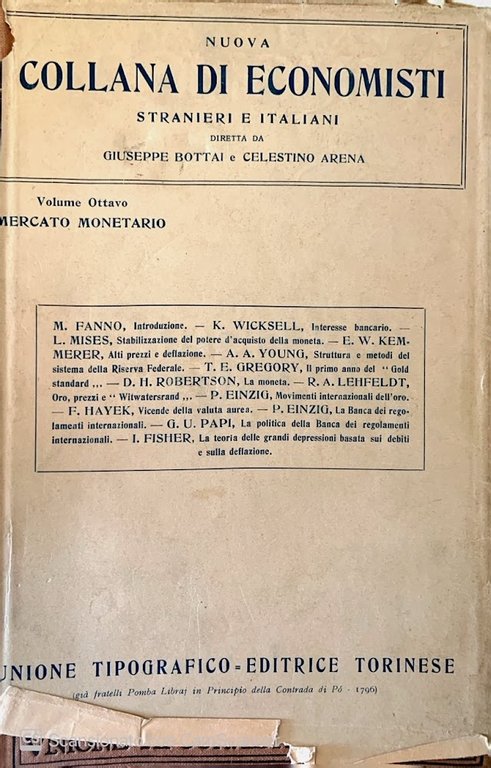 NUOVA
COLLANA DI ECONOMISTI
STRANIERI E ITALIANI
DIRETTA DA
GIUSEPPE BOTTAI e CELESTINO ARENA
Volume Ottavo
MERCATO MONETARIO
M. FANNO, Introduzione. — K. WICKSELL, Interesse bancario. —
L. MISES, Stabilizzazione del potere d'acquisto della moneta. — E. W. KEM-
MERER, Alti prezzi e deflazione. — A. A. YOUNG, Struttura e metodi del
sistema della Riserva Federale. — T. E. GREGORY, Il primo anno del “ Gold
standard „. — D. H. ROBERTSON, La moneta. — R. A. LEHFELDT,
Oro, prezzi e “ Witwatersrand „. — P. EINZIG, Movimenti internazionali dell'oro.
— F. HAYEK, Vicende della valuta aurea. — P. EINZIG, La Banca dei rego-
lamenti internazionali. — G. U. PAPI, La politica della Banca dei regolamenti
internazionali. — I. FISHER, La teoria delle grandi depressioni basata sui debiti
e sulla deflazione.
UNIONE TIPOGRAFICO=EDITRICE TORINESE
(già fratelli Pomba Libraj in Principio della Contrada di Pó - 1796)
CS Scansionato con